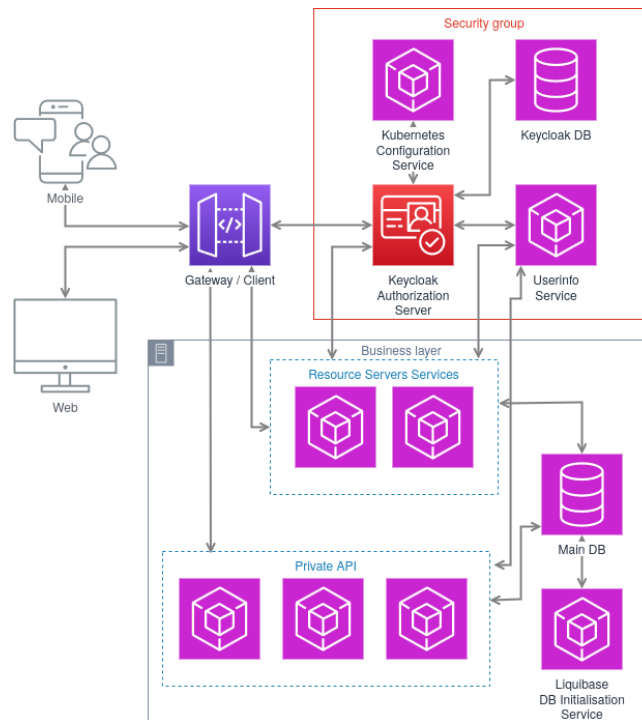 Security group
Kubernetes
Configuration
Service
Keycloak DB
Mobile
Gateway / Client
Keycloak
Authorization
Server
Userinfo
Service
Web
Business layer
Resource Servers Services
Main DB
Private API
Liquibase
DB Initialisation
Service